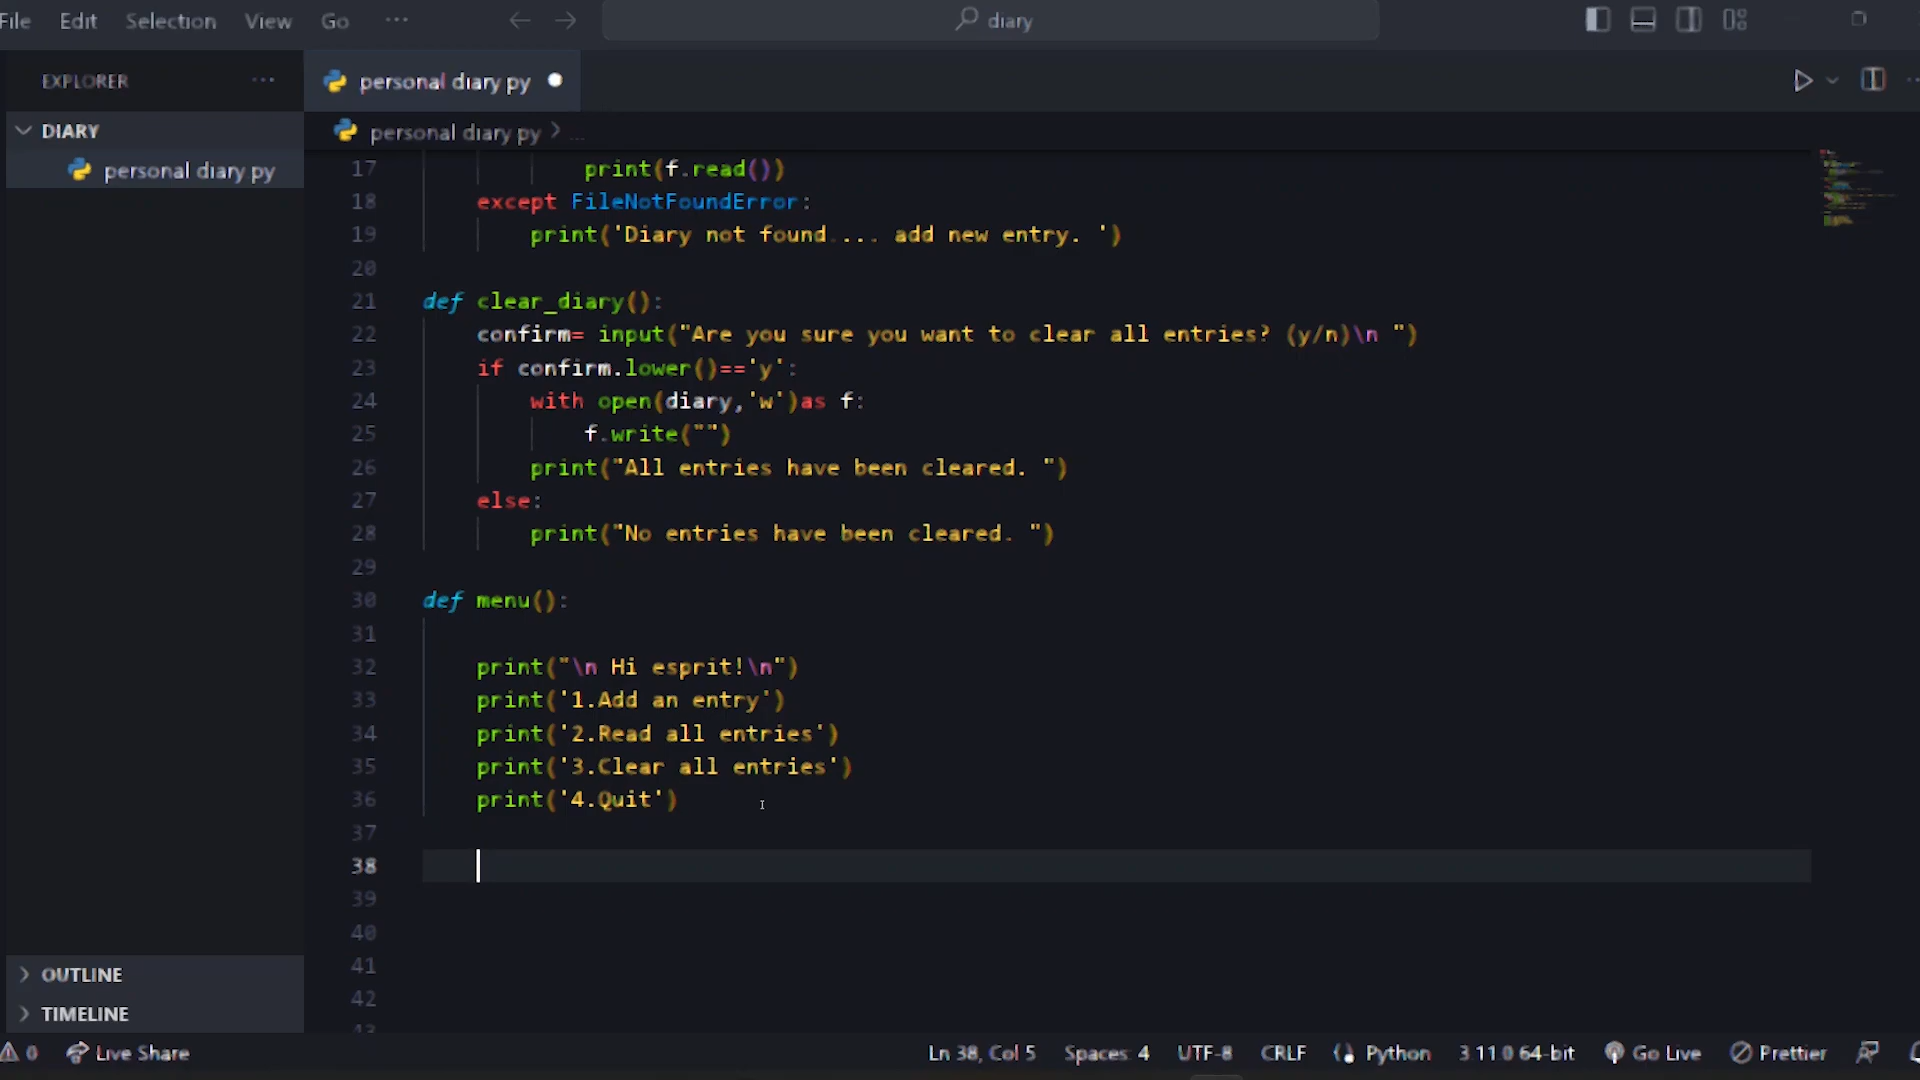 File Edit Selection View Go ···
diary
EXPLORER ···
personal diary py
DIARY
personal diary py
personal diary py > ...
17 print(f.read())
18 except FileNotFoundError:
19 print('Diary not found.... add new entry. ')
20
21 def clear_diary():
22 confirm= input("Are you sure you want to clear all entries? (y/n)\n ")
23 if confirm.lower()=='y':
24 with open(diary,'w')as f:
25 f.write("")
26 print("All entries have been cleared. ")
27 else:
28 print("No entries have been cleared. ")
29
30 def menu():
31
32 print("\n Hi esprit!\n")
33 print('1.Add an entry')
34 print('2.Read all entries')
35 print('3.Clear all entries')
36 print('4.Quit')
37
38
39
40
41
42
43
OUTLINE
TIMELINE
0 Live Share Ln 38, Col 5 Spaces 4 UTF-8 CRLF Python 3 11.0 64-bit Go Live Prettier